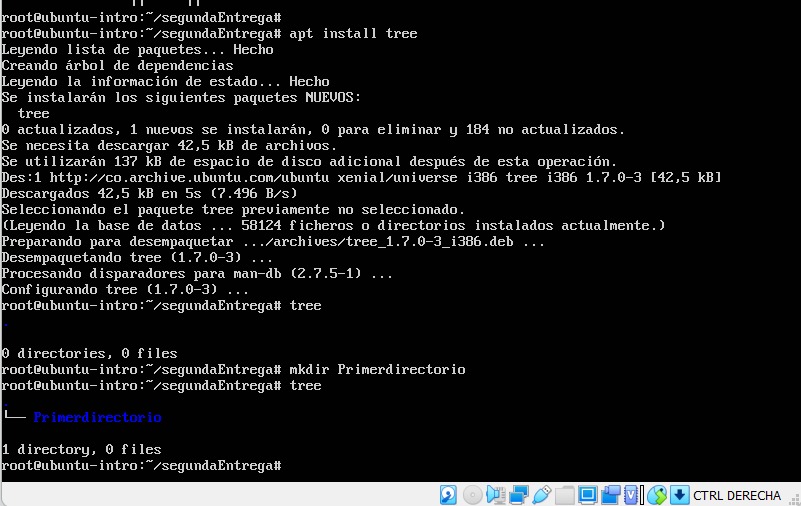 root@ubuntu-intro:~/segundaEntrega#
root@ubuntu-intro:~/segundaEntrega# apt install tree
Leyendo lista de paquetes... Hecho
Creando árbol de dependencias
Leyendo la información de estado... Hecho
Se instalarán los siguientes paquetes NUEVOS:
  tree
0 actualizados, 1 nuevos se instalarán, 0 para eliminar y 184 no actualizados.
Se necesita descargar 42,5 kB de archivos.
Se utilizarán 137 kB de espacio de disco adicional después de esta operación.
Des:1 http://co.archive.ubuntu.com/ubuntu xenial/universe i386 tree i386 1.7.0-3 [42,5 kB]
Descargados 42,5 kB en 5s (7.496 B/s)
Seleccionando el paquete tree previamente no seleccionado.
(Leyendo la base de datos ... 58124 ficheros o directorios instalados actualmente.)
Preparando para desempaquetar .../archives/tree_1.7.0-3_i386.deb ...
Desempaquetando tree (1.7.0-3) ...
Procesando disparadores para man-db (2.7.5-1) ...
Configurando tree (1.7.0-3) ...
root@ubuntu-intro:~/segundaEntrega# tree
.
0 directories, 0 files
root@ubuntu-intro:~/segundaEntrega# mkdir Primerdirectorio
root@ubuntu-intro:~/segundaEntrega# tree
.
└── Primerdirectorio
1 directory, 0 files
root@ubuntu-intro:~/segundaEntrega#
CTRL DERECHA